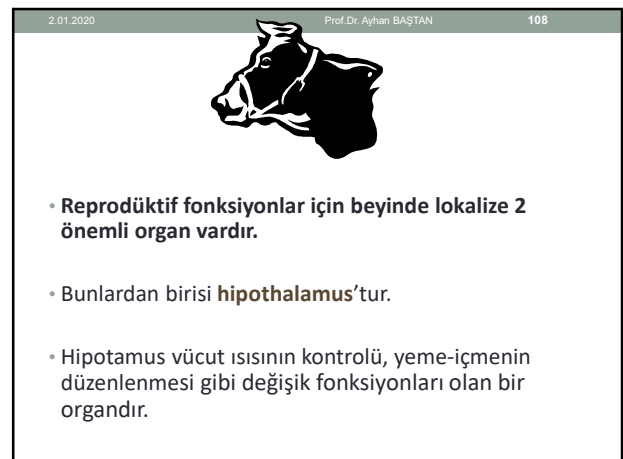 2.01.2020 Prof.Dr. Ayhan BAŞTAN 108
• Reprodüktif fonksiyonlar için beyinde lokalize 2
önemli organ vardır.
• Bunlardan birisi hipothalamus’tur.
• Hipotamus vücut ısısının kontrolü, yeme-içmenin
düzenlenmesi gibi değişik fonksiyonları olan bir
organdır.